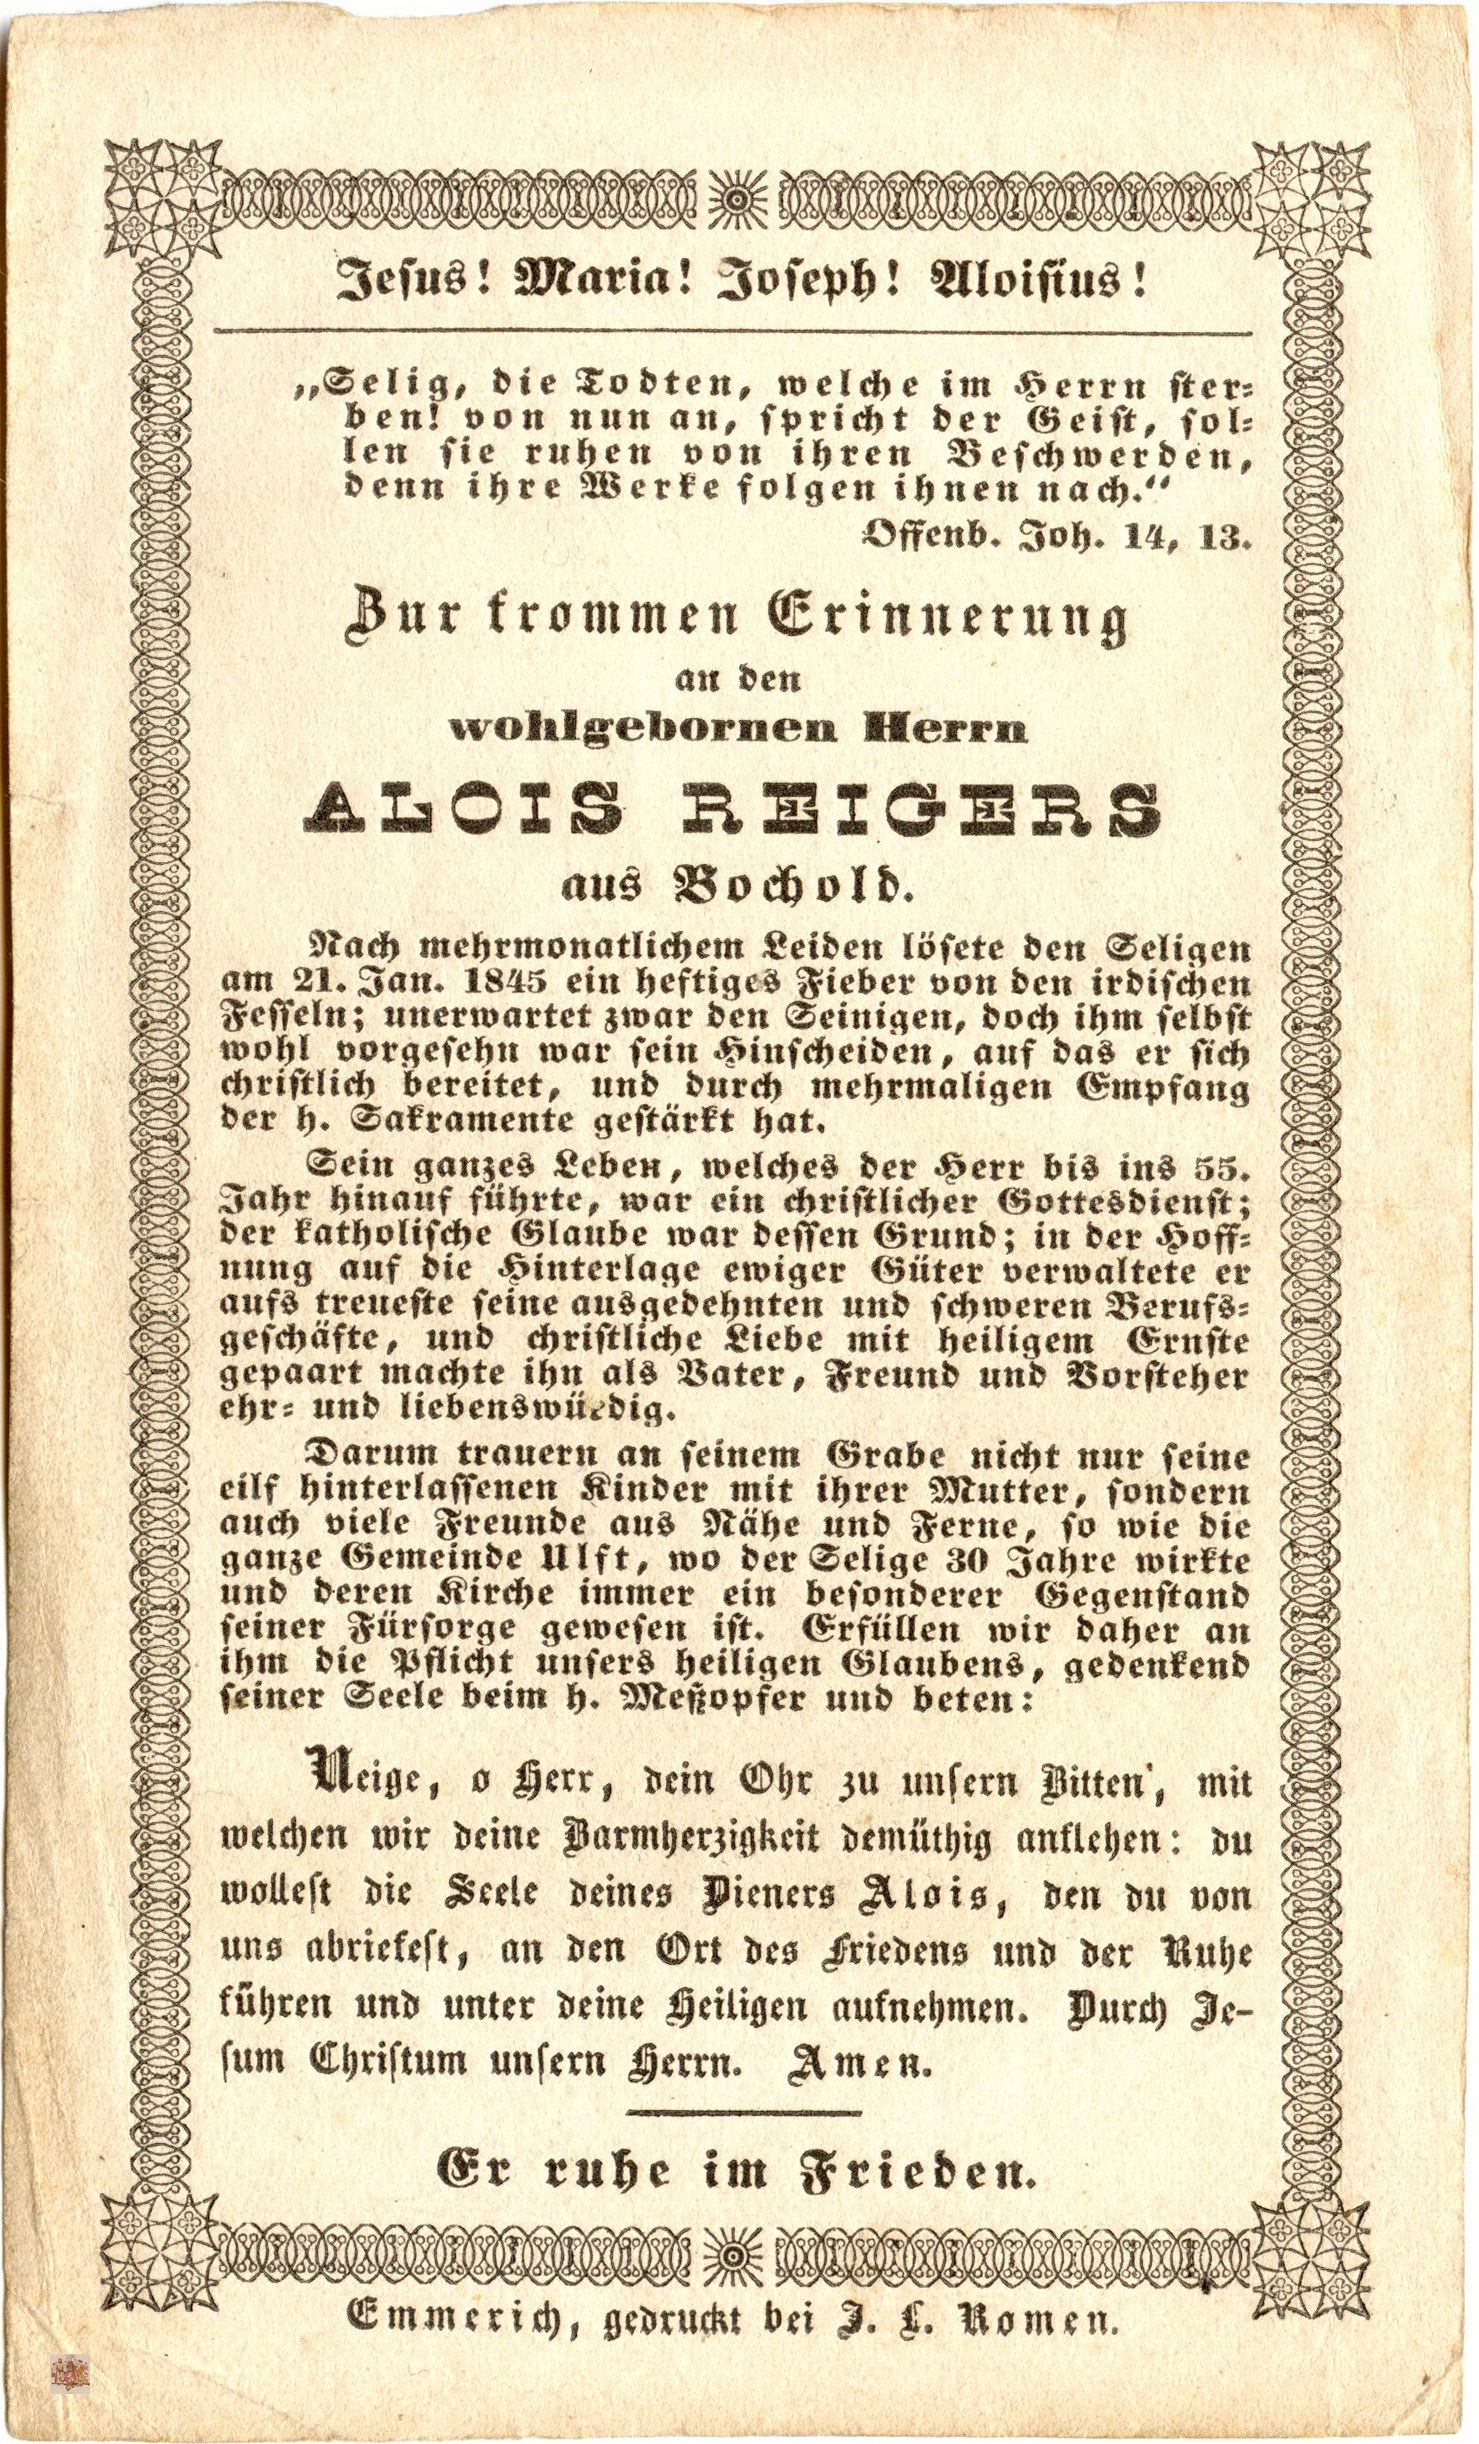 Jesus! Maria! Joseph! Aloisius!
„Selig, die Todten, welche im Herrn ster=
ben! von nun an, spricht der Geist, sol=
len sie ruhen von ihren Beschwerden,
denn ihre Werke folgen ihnen nach.“
Offenb. Joh. 14, 13.
Zur frommen Erinnerung
an den
wohlgebornen Herrn
ALOIS REIGERS
aus Bochold.
Nach mehrmonatlichem Leiden lösete den Seligen
am 21. Jan. 1845 ein heftiges Fieber von den irdischen
Fesseln; unerwartet zwar den Seinigen, doch ihm selbst
wohl vorgesehn war sein Hinscheiden, auf das er sich
christlich bereitet, und durch mehrmaligen Empfang
der h. Sakramente gestärkt hat.
Sein ganzes Leben, welches der Herr bis ins 55.
Jahr hinauf führte, war ein christlicher Gottesdienst;
der katholische Glaube war dessen Grund; in der Hoff=
nung auf die Hinterlage ewiger Güter verwaltete er
aufs treueste seine ausgedehnten und schweren Berufs=
geschäfte, und christliche Liebe mit heiligem Ernste
gepaart machte ihn als Vater, Freund und Vorsteher
ehr= und liebenswürdig.
Darum trauern an seinem Grabe nicht nur seine
eilf hinterlassenen Kinder mit ihrer Mutter, sondern
auch viele Freunde aus Nähe und Ferne, so wie die
ganze Gemeinde Ulft, wo der Selige 30 Jahre wirkte
und deren Kirche immer ein besonderer Gegenstand
seiner Fürsorge gewesen ist. Erfüllen wir daher an
ihm die Pflicht unsers heiligen Glaubens, gedenkend
seiner Seele beim h. Meßopfer und beten:
Neige, o Herr, dein Ohr zu unsern Bitten, mit
welchen wir deine Barmherzigkeit demüthig anflehen: du
wollest die Seele deines Dieners Alois, den du von
uns abriefest, an den Ort des Friedens und der Ruhe
führen und unter deine Heiligen aufnehmen. Durch Je-
sum Christum unsern Herrn. Amen.
Er ruhe im Frieden.
Emmerich, gedruckt bei J. L. Romen.